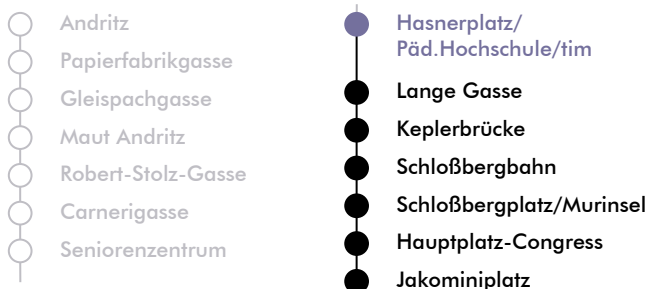 Andritz
Papierfabrikgasse
Gleispachgasse
Maut Andritz
Robert-Stolz-Gasse
Carnerigasse
Seniorenzentrum
Hasnerplatz/
Päd.Hochschule/tim
Lange Gasse
Keplerbrücke
Schloßbergbahn
Schloßbergplatz/Murinsel
Hauptplatz-Congress
Jakominiplatz